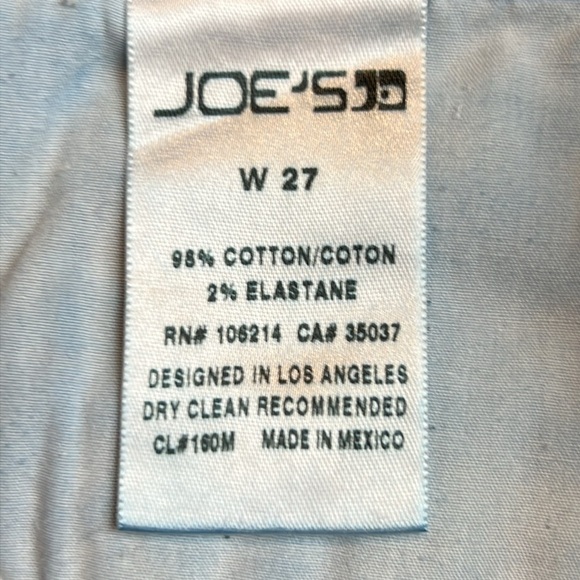 JOE'S
W 27
98% COTTON/COTON
2% ELASTANE
RN# 106214 CA# 35037
DESIGNED IN LOS ANGELES
DRY CLEAN RECOMMENDED
CL#160M MADE IN MEXICO